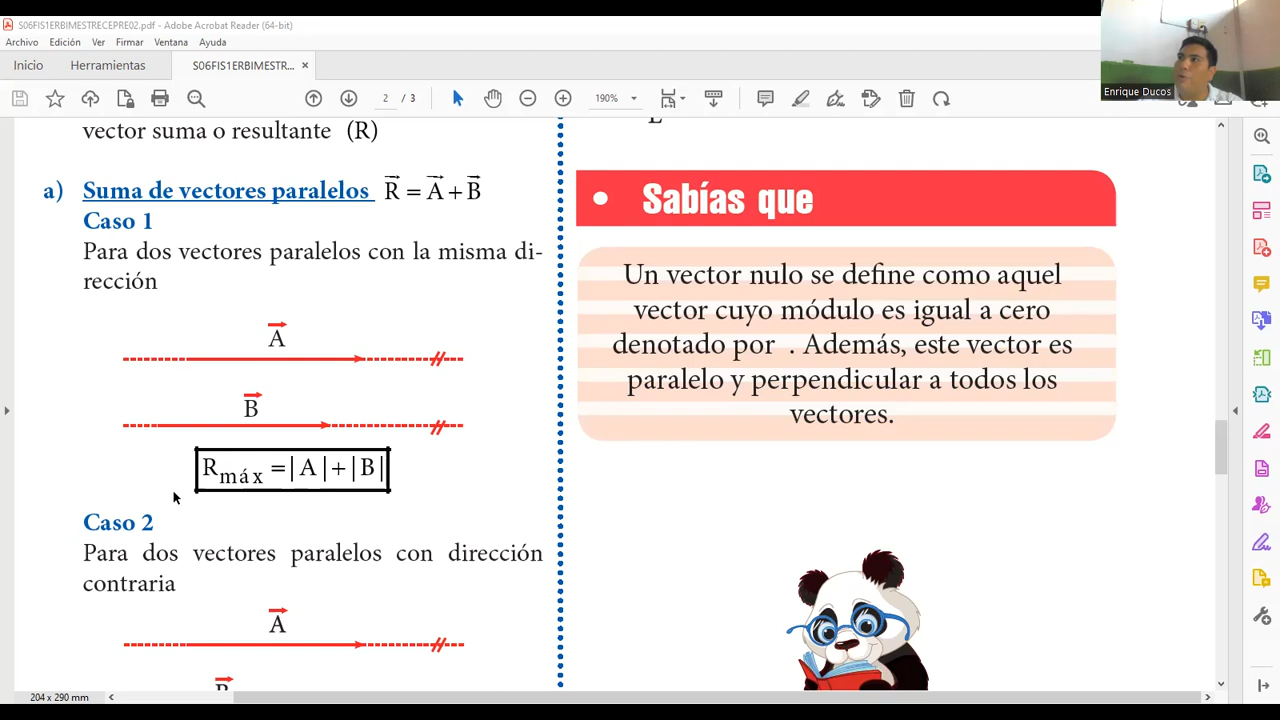 S06FIS1ERBIMESTRECEPRE02.pdf - Adobe Acrobat Reader (64-bit)
Archivo Edición Ver Firmar Ventana Ayuda
Inicio Herramientas S06FIS1ERBIMESTR... ×
2 / 3 190%
Enrique Ducos
vector suma o resultante (R)
a) Suma de vectores paralelos R = A + B
Caso 1
Para dos vectores paralelos con la misma di-
rección
A
B
Rmáx = | A | + | B |
Caso 2
Para dos vectores paralelos con dirección
contraria
A
B
• Sabías que
Un vector nulo se define como aquel
vector cuyo módulo es igual a cero
denotado por . Además, este vector es
paralelo y perpendicular a todos los
vectores.
204 x 290 mm